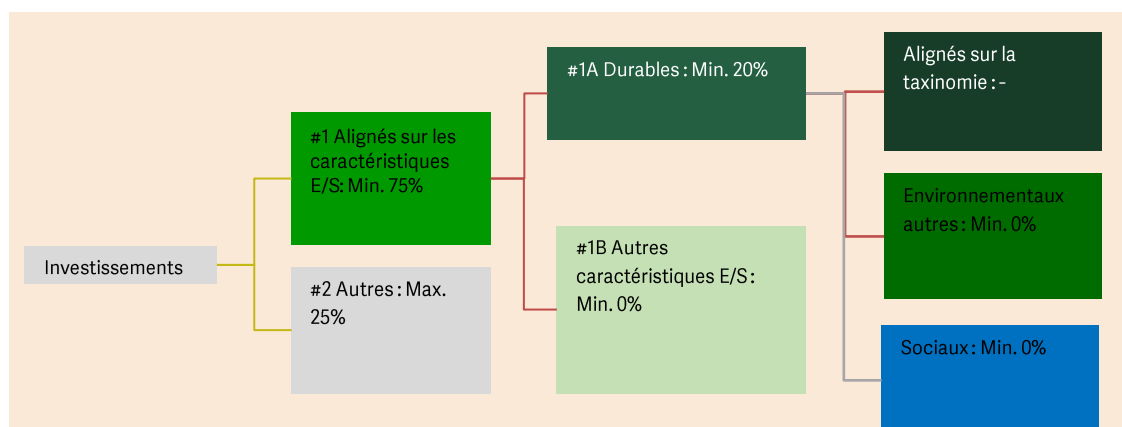 Investissements
#1 Alignés sur les
caractéristiques
E/S: Min. 75%
#2 Autres : Max.
25%
#1A Durables : Min. 20%
#1B Autres
caractéristiques E/S :
Min. 0%
Alignés sur la
taxinomie : -
Environnementaux
autres : Min. 0%
Sociaux : Min. 0%